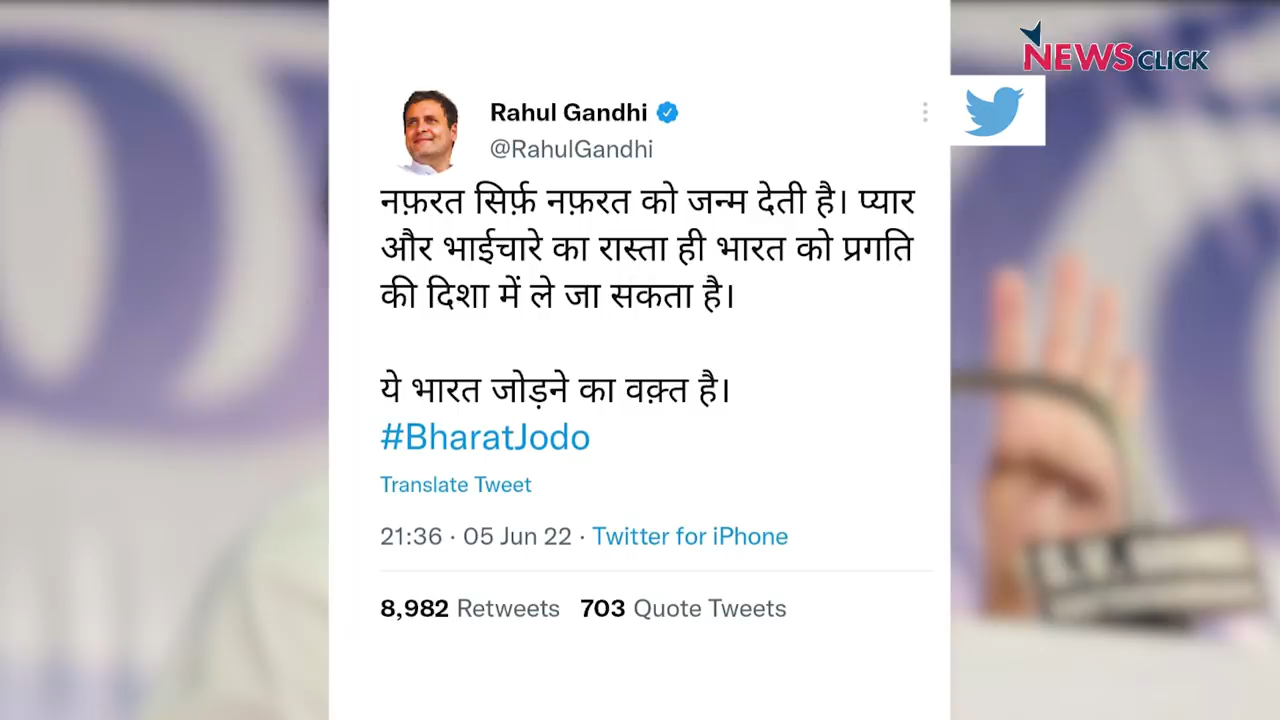 NEWSCLICK
Rahul Gandhi
@RahulGandhi
नफ़रत सिर्फ़ नफ़रत को जन्म देती है। प्यार
और भाईचारे का रास्ता ही भारत को प्रगति
की दिशा में ले जा सकता है।
ये भारत जोड़ने का वक़्त है।
#BharatJodo
Translate Tweet
21:36 · 05 Jun 22 · Twitter for iPhone
8,982 Retweets 703 Quote Tweets